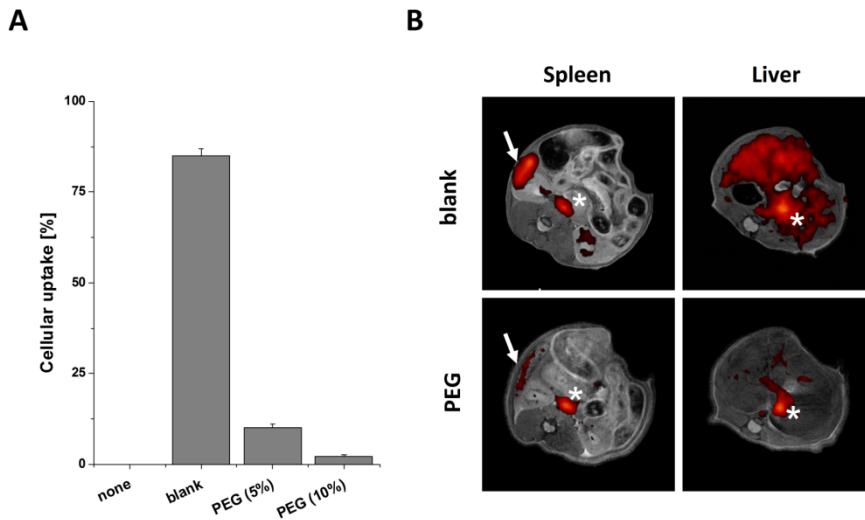 A
Cellular uptake [%]
100
75
50
25
0
none
blank
PEG (5%)
PEG (10%)
B
Spleen
Liver
blank
PEG
*
*
*
*